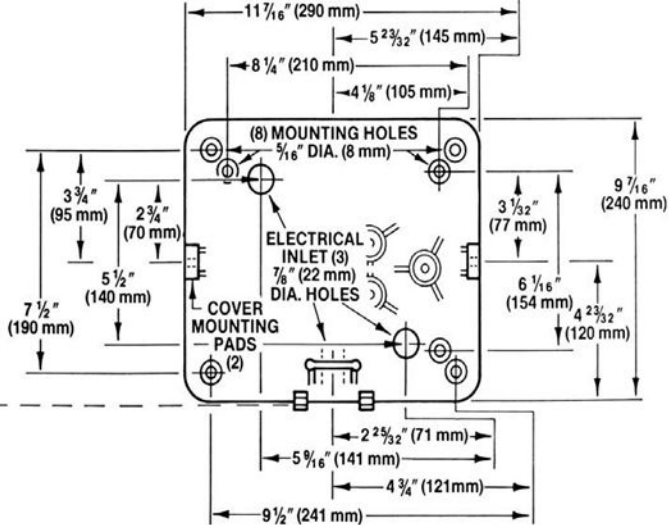 11 7/16" (290 mm)
5 23/32" (145 mm)
8 1/4" (210 mm)
4 1/8" (105 mm)
(8) MOUNTING HOLES
5/16" DIA. (8 mm)
3 3/4"
(95 mm)
2 3/4"
(70 mm)
9 7/16"
(240 mm)
3 1/32"
(77 mm)
ELECTRICAL
INLET (3)
7/8" (22 mm)
DIA. HOLES
5 1/2"
(140 mm)
6 1/16"
(154 mm)
7 1/2"
(190 mm)
COVER
MOUNTING
PADS
(2)
4 23/32"
(120 mm)
2 25/32" (71 mm)
5 9/16" (141 mm)
4 3/4" (121mm)
9 1/2" (241 mm)